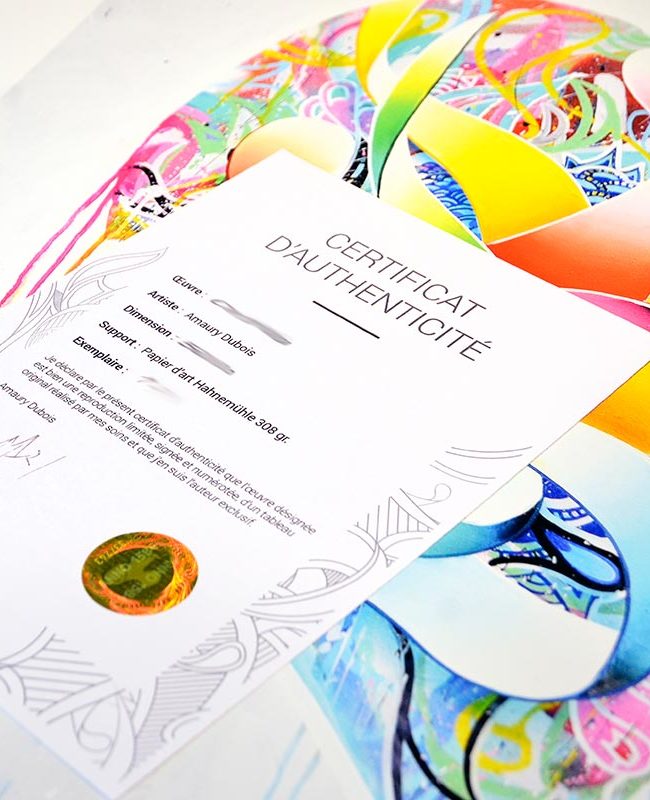 CERTIFICAT
D'AUTHENTICITÉ
Œuvre :
Artiste : Amaury Dubois
Dimension :
Support : Papier d'art Hahnemühle 308 gr.
Exemplaire :
Je déclare par le présent certificat d'authenticité que l'œuvre désignée
est bien une reproduction limitée, signée et numérotée, d'un tableau
original réalisé par mes soins et que j'en suis l'auteur exclusif.
Amaury Dubois